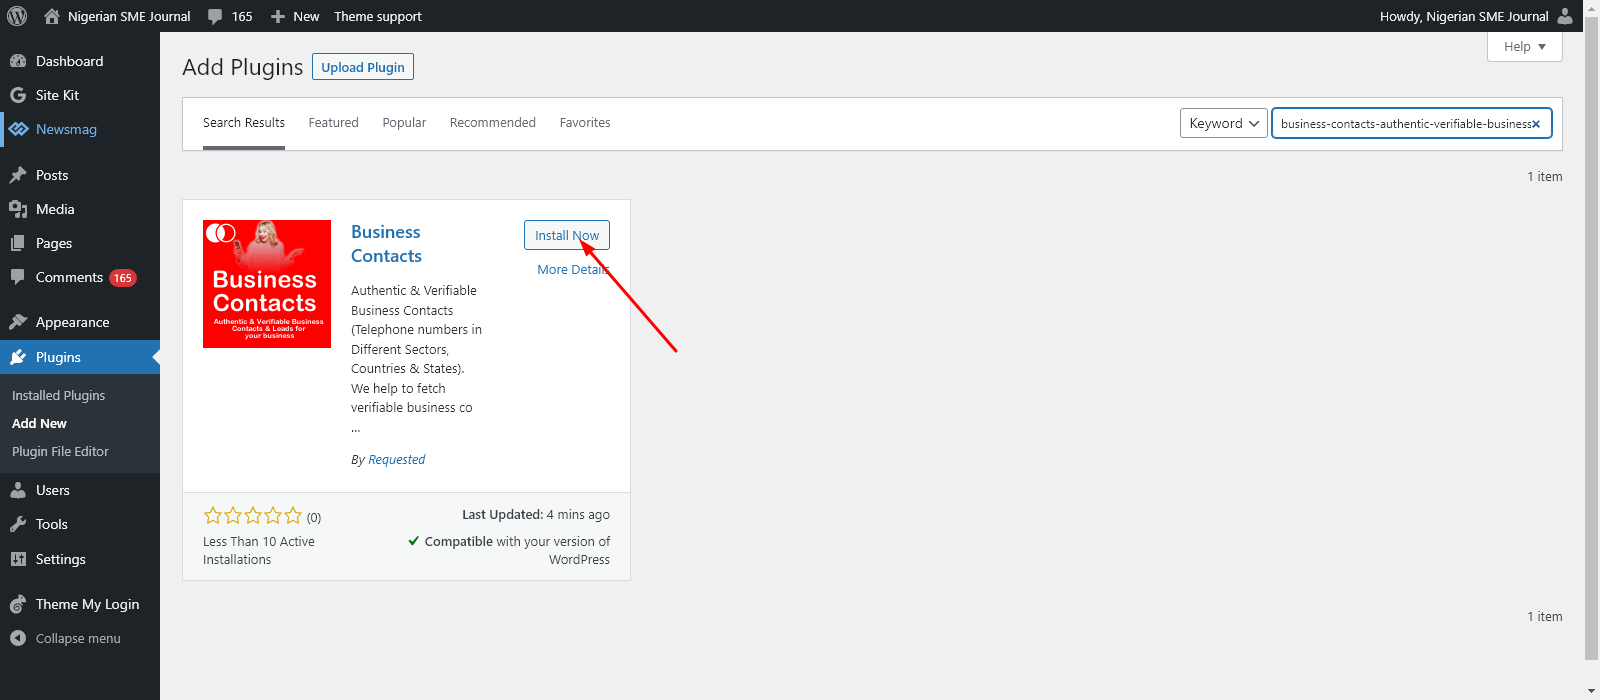 Nigerian SME Journal 165 New Theme support Howdy, Nigerian SME Journal
Help
Dashboard
Site Kit
Newsmag
Posts
Media
Pages
Comments 165
Appearance
Plugins
Installed Plugins
Add New
Plugin File Editor
Users
Tools
Settings
Theme My Login
Collapse menu
Add Plugins Upload Plugin
Search Results Featured Popular Recommended Favorites Keyword business-contacts-authentic-verifiable-business
1 item
Business
Contacts
Authentic & Verifiable Business
Contacts & Leads for
your business
Business
Contacts
Install Now
More Details
Authentic & Verifiable
Business Contacts
(Telephone numbers in
Different Sectors,
Countries & States).
We help to fetch
verifiable business co
...
By Requested
(0)
Less Than 10 Active
Installations
Last Updated: 4 mins ago
Compatible with your version of
WordPress
1 item